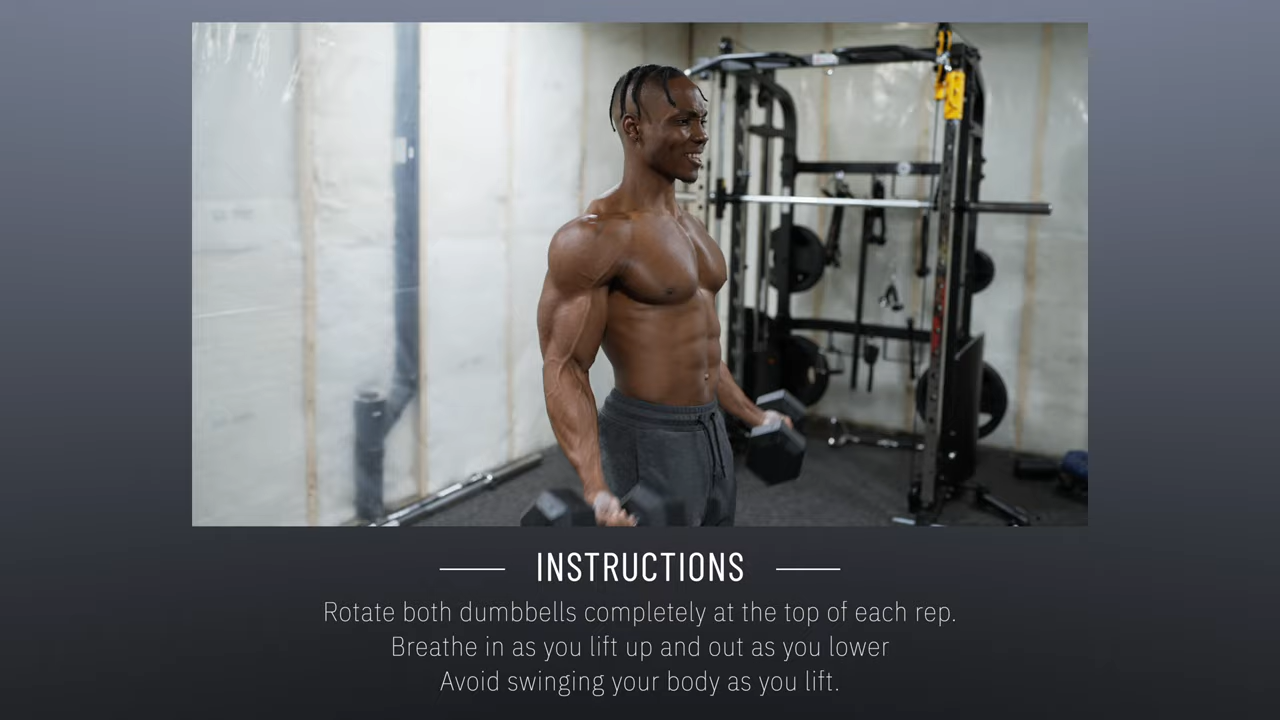 INSTRUCTIONS
Rotate both dumbbells completely at the top of each rep.
Breathe in as you lift up and out as you lower
Avoid swinging your body as you lift.